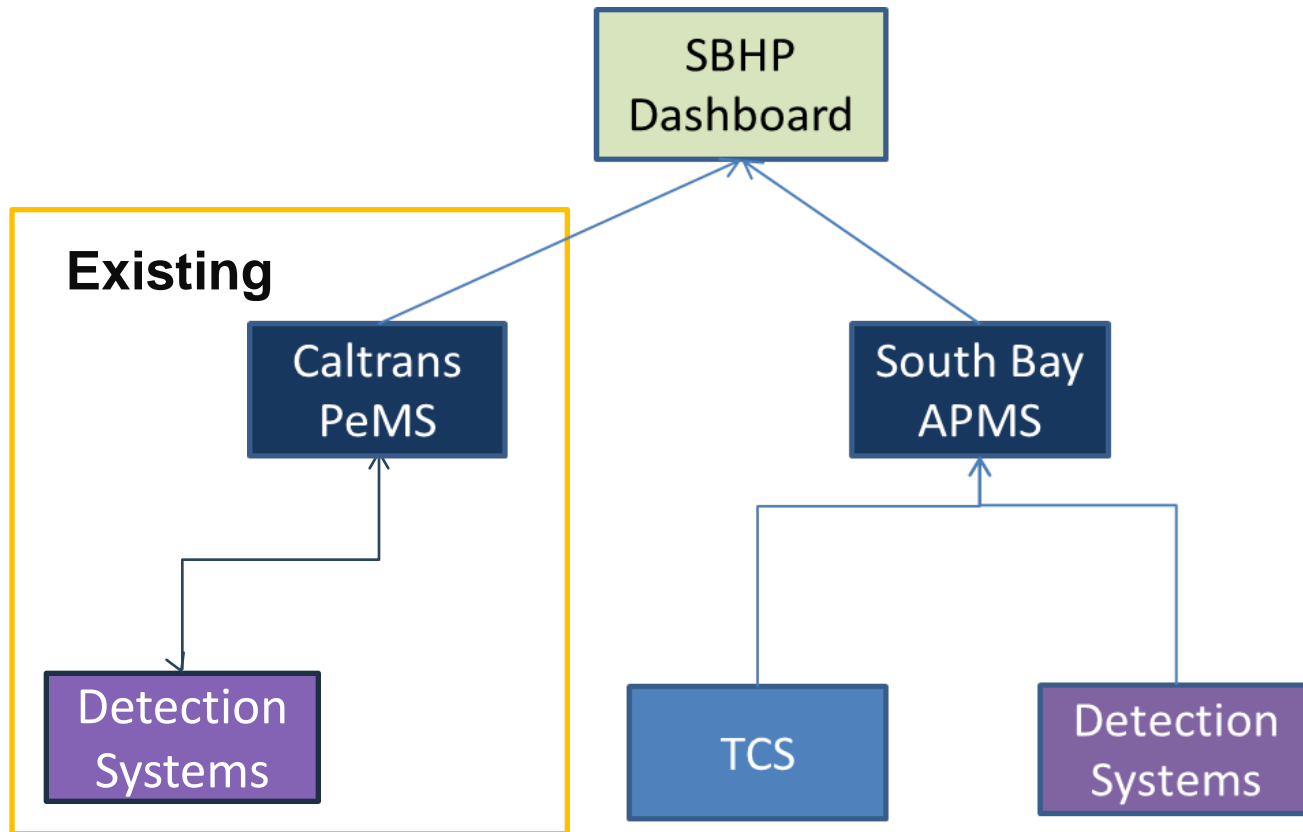 SBHP
Dashboard
Existing
Caltrans
PeMS
South Bay
APMS
Detection
Systems
TCS
Detection
Systems